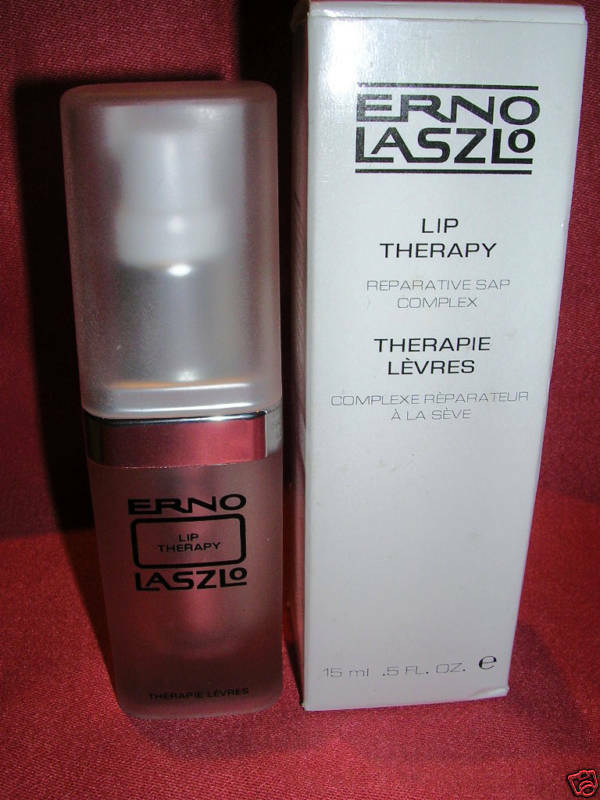 ERNO
LASZLO
LIP
THERAPY
THERAPIE LÈVRES
ERNO
LASZLO
LIP
THERAPY
REPARATIVE SAP
COMPLEX
THERAPIE
LÈVRES
COMPLEXE RÈPARATEUR
À LA SÈVE
15 ml .5 FL. OZ. ℮